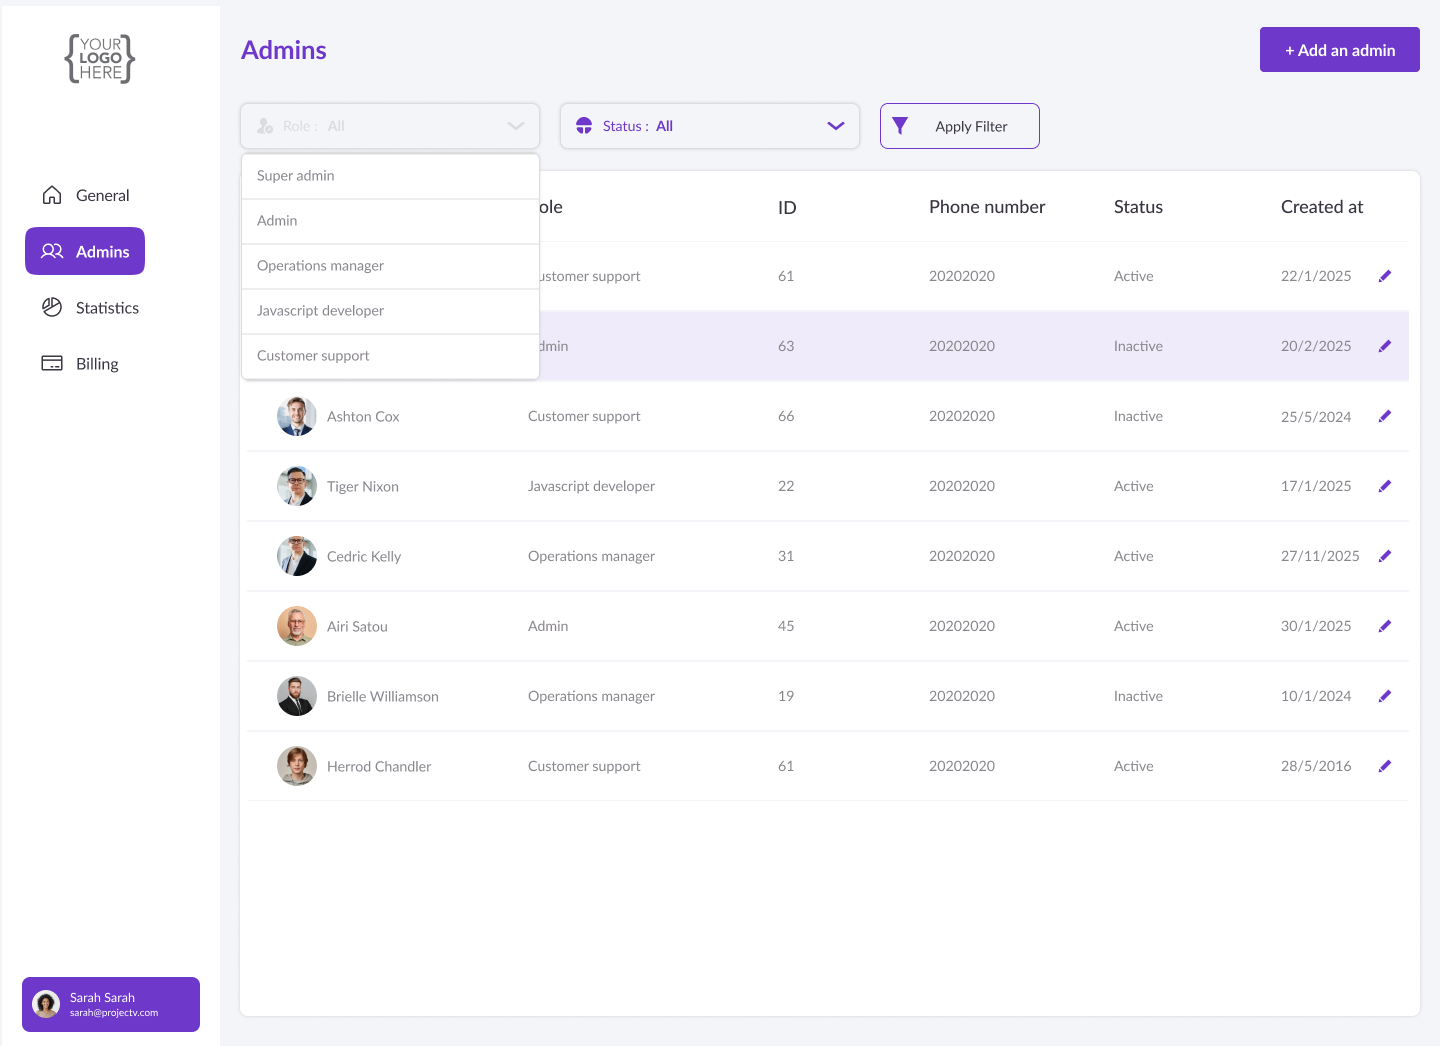 YOUR
LOGO
HERE
Admins
+ Add an admin
Role : All
Status : All
Apply Filter
General
Admins
Statistics
Billing
Super admin
Admin
Operations manager
Javascript developer
Customer support
ole ID Phone number Status Created at
ustomer support 61 20202020 Active 22/1/2025
dmin 63 20202020 Inactive 20/2/2025
Ashton Cox Customer support 66 20202020 Inactive 25/5/2024
Tiger Nixon Javascript developer 22 20202020 Active 17/1/2025
Cedric Kelly Operations manager 31 20202020 Active 27/11/2025
Airi Satou Admin 45 20202020 Active 30/1/2025
Brielle Williamson Operations manager 19 20202020 Inactive 10/1/2024
Herrod Chandler Customer support 61 20202020 Active 28/5/2016
Sarah Sarah
sarah@projectv.com